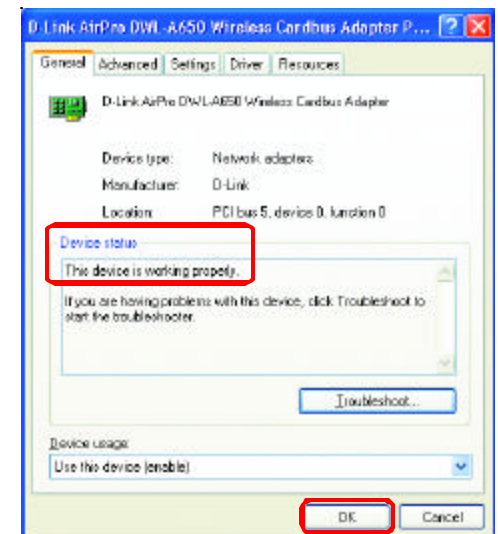 D-Link AirPro DWL-A650 Wireless Cardbus Adapter P... ?
General Advanced Settings Driver Resources
D-Link AirPro DWL-A650 Wireless Cardbus Adapter
Device type: Network adapters
Manufacturer: D-Link
Location: PCI bus 5, device 0, function 0
Device status
This device is working properly.
If you are having problems with this device, click Troubleshoot to
start the troubleshooter.
Troubleshoot...
Device usage:
Use this device (enable)
OK Cancel